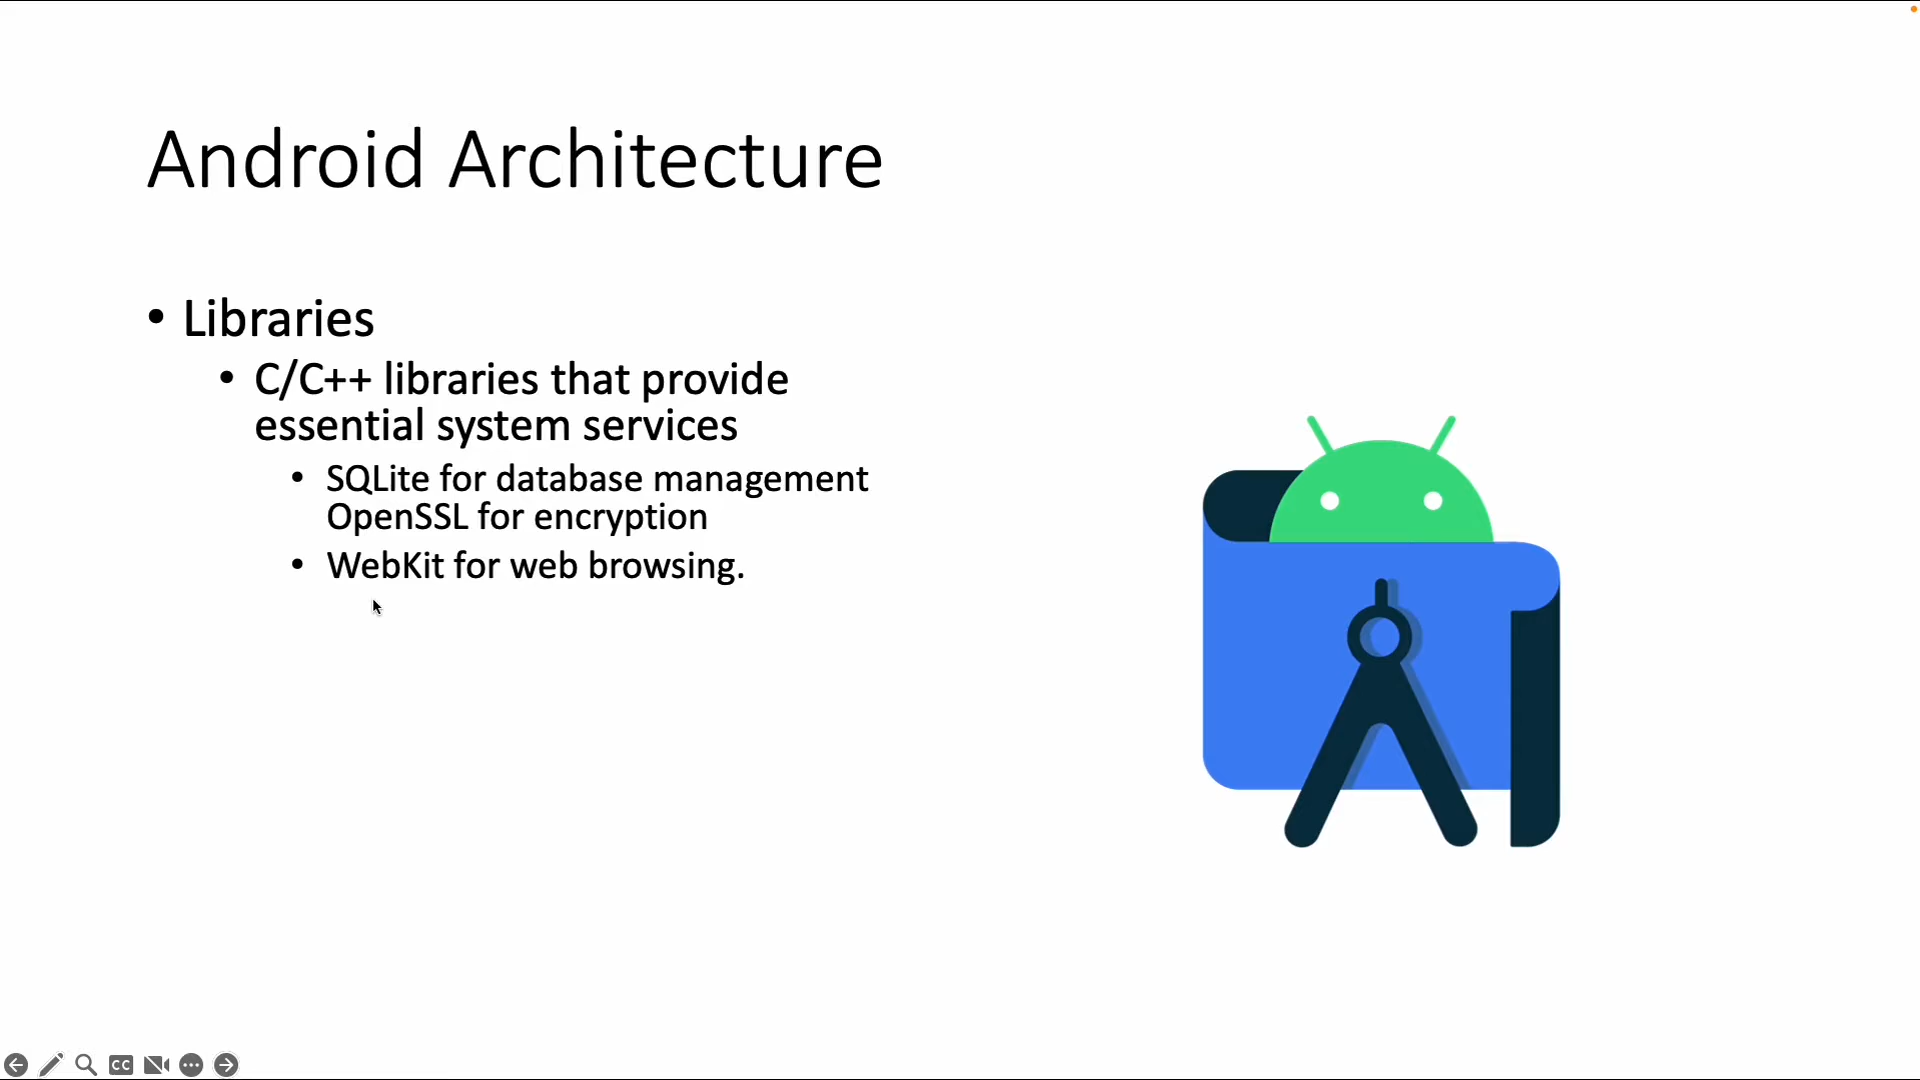 Android Architecture
• Libraries
• C/C++ libraries that provide
essential system services
• SQLite for database management
OpenSSL for encryption
• WebKit for web browsing.
CC